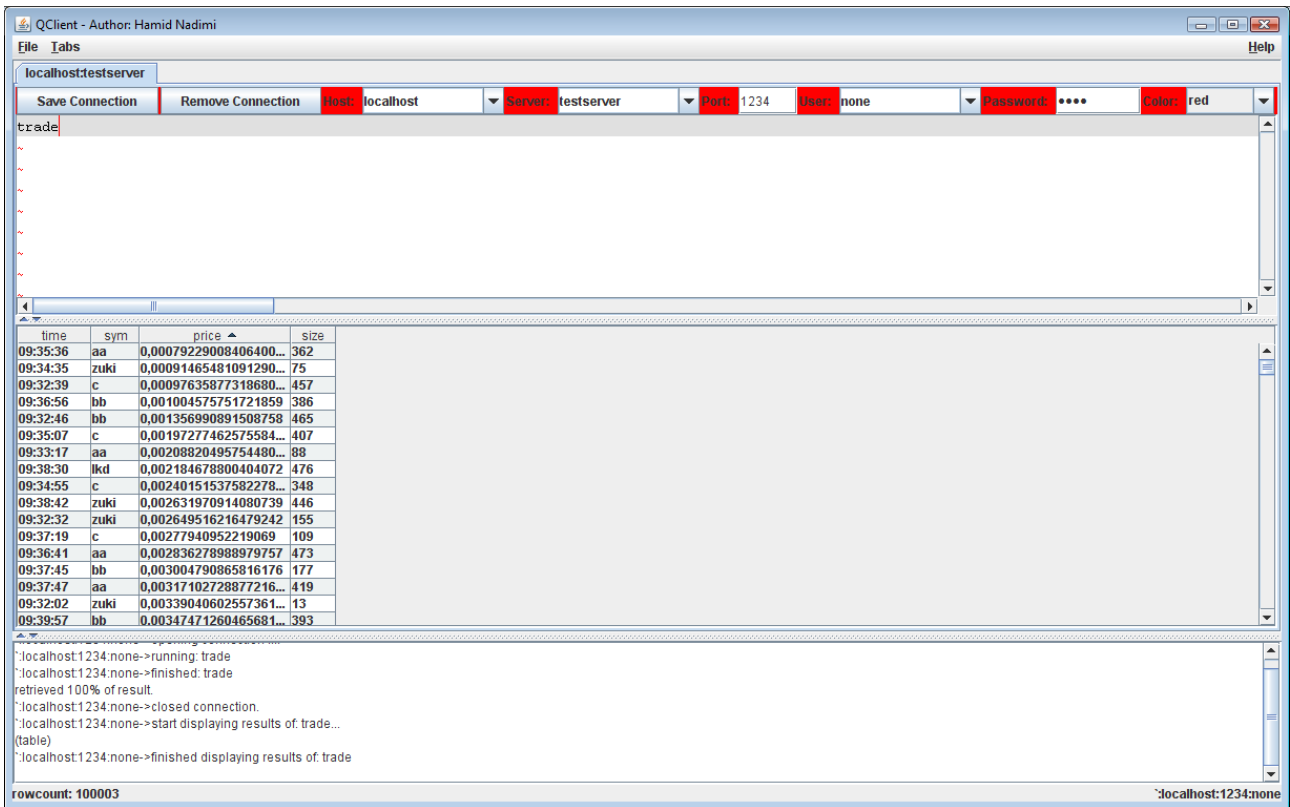 QClient - Author: Hamid Nadimi
File Tabs Help
localhost:testserver
Save Connection Remove Connection Host: localhost Server: testserver Port: 1234 User: none Password: •••• Color: red
trade
~
~
~
~
~
~
~
~
time sym price size
09:35:36 aa 0,00079229008406400... 362
09:34:35 zuki 0,00091465481091290... 75
09:32:39 c 0,00097635877318680... 457
09:36:56 bb 0,001004575751721859 386
09:32:46 bb 0,001356990891508758 465
09:35:07 c 0,00197277462575584... 407
09:33:17 aa 0,00208820495754480... 88
09:38:30 lkd 0,002184678800404072 476
09:34:55 c 0,00240151537582278... 348
09:38:42 zuki 0,002631970914080739 446
09:32:32 zuki 0,002649516216479242 155
09:37:19 c 0,00277940952219069 109
09:36:41 aa 0,002836278988979757 473
09:37:45 bb 0,003004790865816176 177
09:37:47 aa 0,00317102728877216... 419
09:32:02 zuki 0,00339040602557361... 13
09:39:57 bb 0,00347471260465681... 393
`:localhost:1234:none->running: trade
`:localhost:1234:none->finished: trade
retrieved 100% of result.
`:localhost:1234:none->closed connection.
`:localhost:1234:none->start displaying results of: trade...
(table)
`:localhost:1234:none->finished displaying results of: trade
rowcount: 100003 `:localhost:1234:none